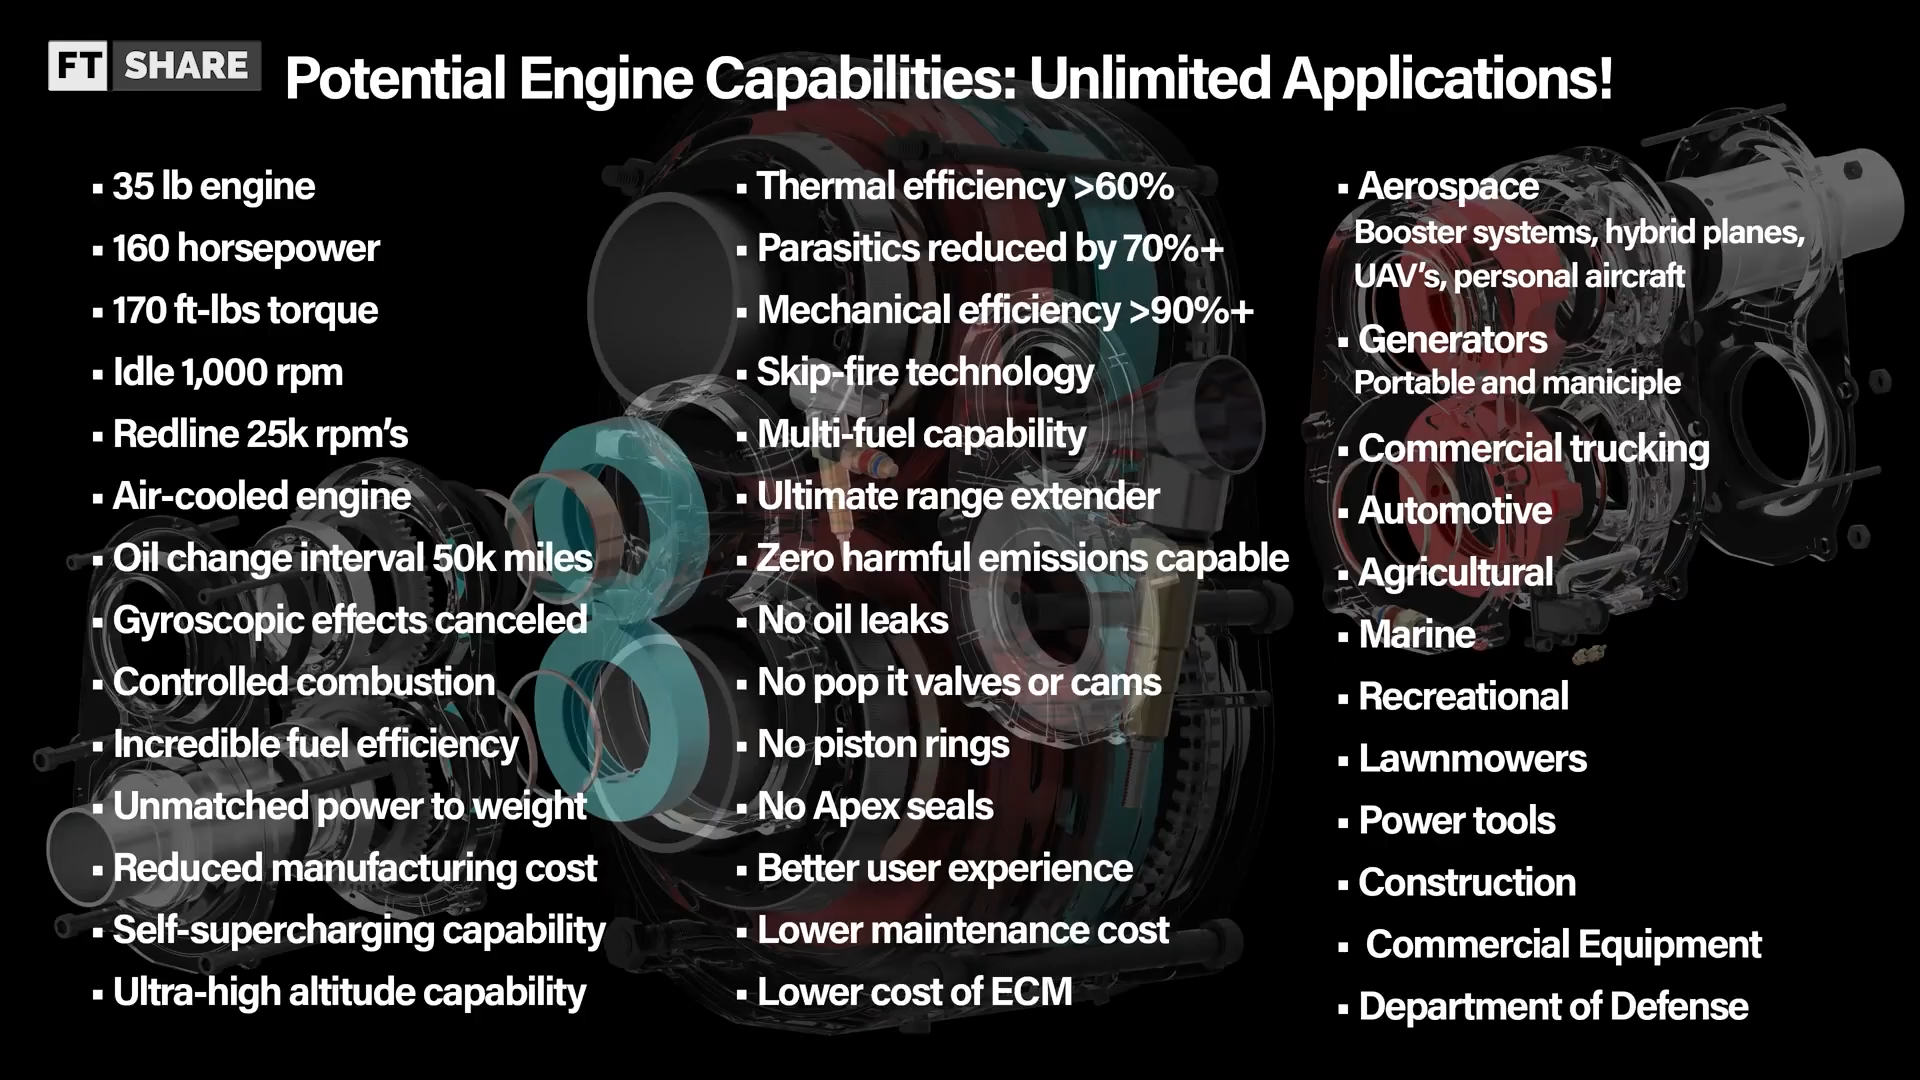 FT SHARE
Potential Engine Capabilities: Unlimited Applications!
▪ 35 lb engine
▪ 160 horsepower
▪ 170 ft-lbs torque
▪ Idle 1,000 rpm
▪ Redline 25k rpm’s
▪ Air-cooled engine
▪ Oil change interval 50k miles
▪ Gyroscopic effects canceled
▪ Controlled combustion
▪ Incredible fuel efficiency
▪ Unmatched power to weight
▪ Reduced manufacturing cost
▪ Self-supercharging capability
▪ Ultra-high altitude capability
▪ Thermal efficiency >60%
▪ Parasitics reduced by 70%+
▪ Mechanical efficiency >90%+
▪ Skip-fire technology
▪ Multi-fuel capability
▪ Ultimate range extender
▪ Zero harmful emissions capable
▪ No oil leaks
▪ No pop it valves or cams
▪ No piston rings
▪ No Apex seals
▪ Better user experience
▪ Lower maintenance cost
▪ Lower cost of ECM
▪ Aerospace
Booster systems, hybrid planes,
UAV’s, personal aircraft
▪ Generators
Portable and maniciple
▪ Commercial trucking
▪ Automotive
▪ Agricultural
▪ Marine
▪ Recreational
▪ Lawnmowers
▪ Power tools
▪ Construction
▪ Commercial Equipment
▪ Department of Defense